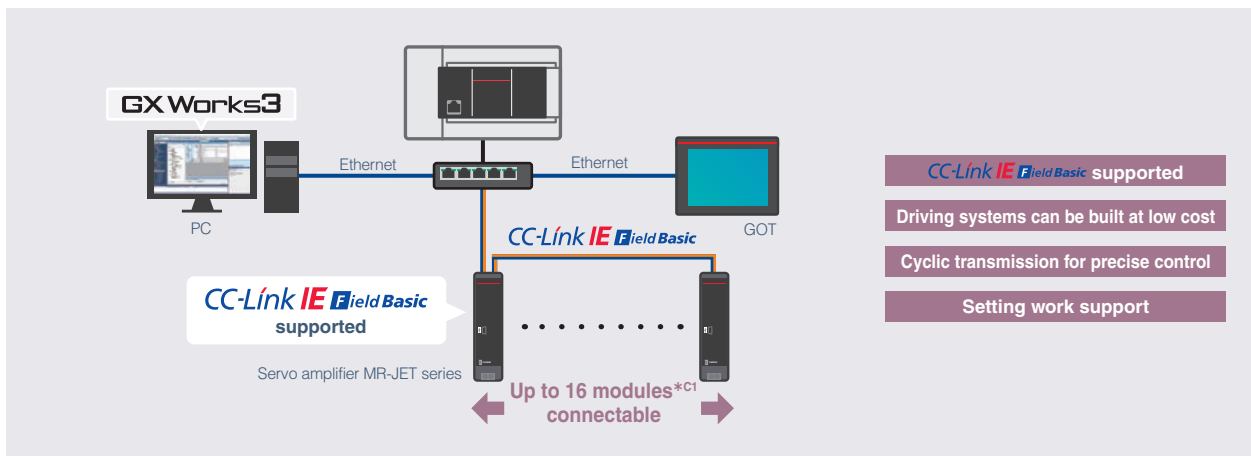 GX Works3
PC
Ethernet
Ethernet
GOT
CC-Link IE Field Basic
CC-Link IE Field Basic
supported
Servo amplifier MR-JET series
Up to 16 modules*C1
connectable
CC-Link IE Field Basic supported
Driving systems can be built at low cost
Cyclic transmission for precise control
Setting work support